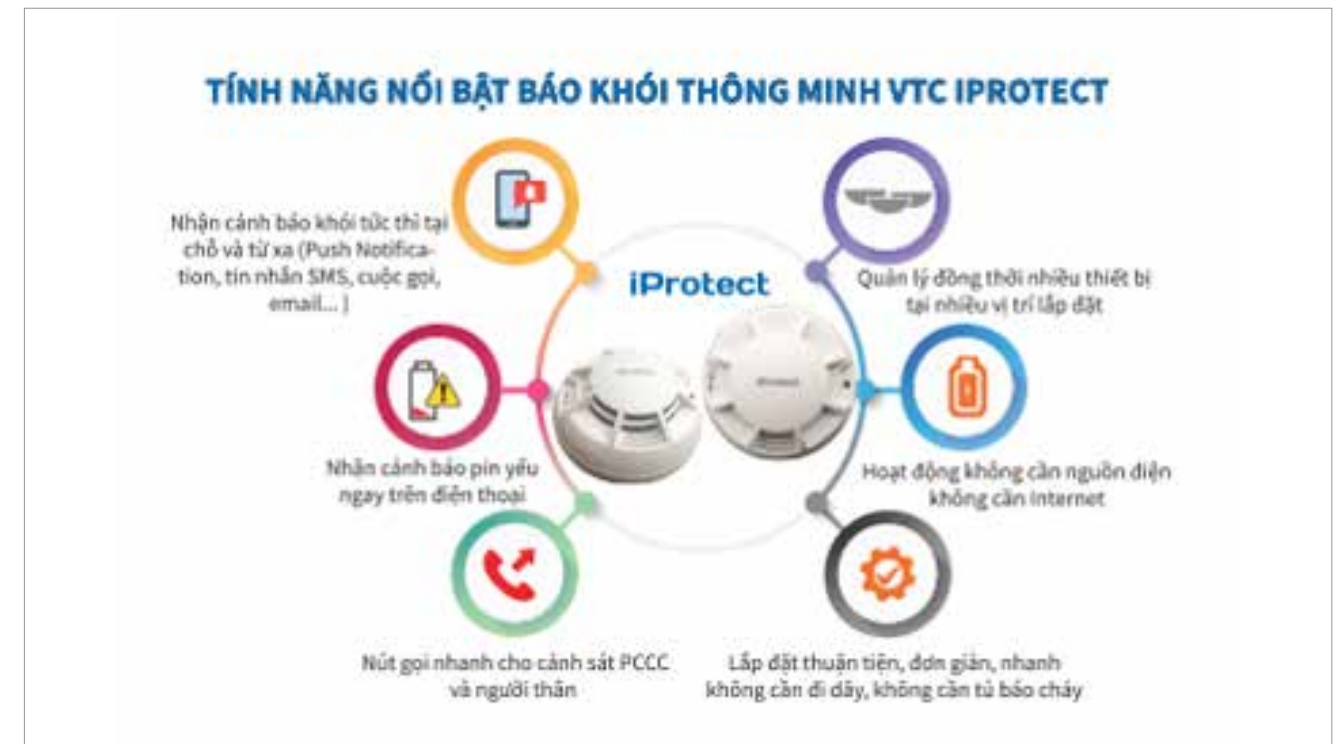 TÍNH NĂNG NỔI BẬT BÁO KHÓI THÔNG MINH VTC IPROTECT
Nhận cảnh báo khói tức thì tại
chỗ và từ xa (Push Notifica-
tion, tin nhắn SMS, cuộc gọi,
email... )
Nhận cảnh báo pin yếu
ngay trên điện thoại
Nút gọi nhanh cho cảnh sát PCCC
và người thân
iProtect
Quản lý đồng thời nhiều thiết bị
tại nhiều vị trí lắp đặt
Hoạt động không cần nguồn điện
không cần Internet
Lắp đặt thuận tiện, đơn giản, nhanh
không cần đi dây, không cần tủ báo cháy